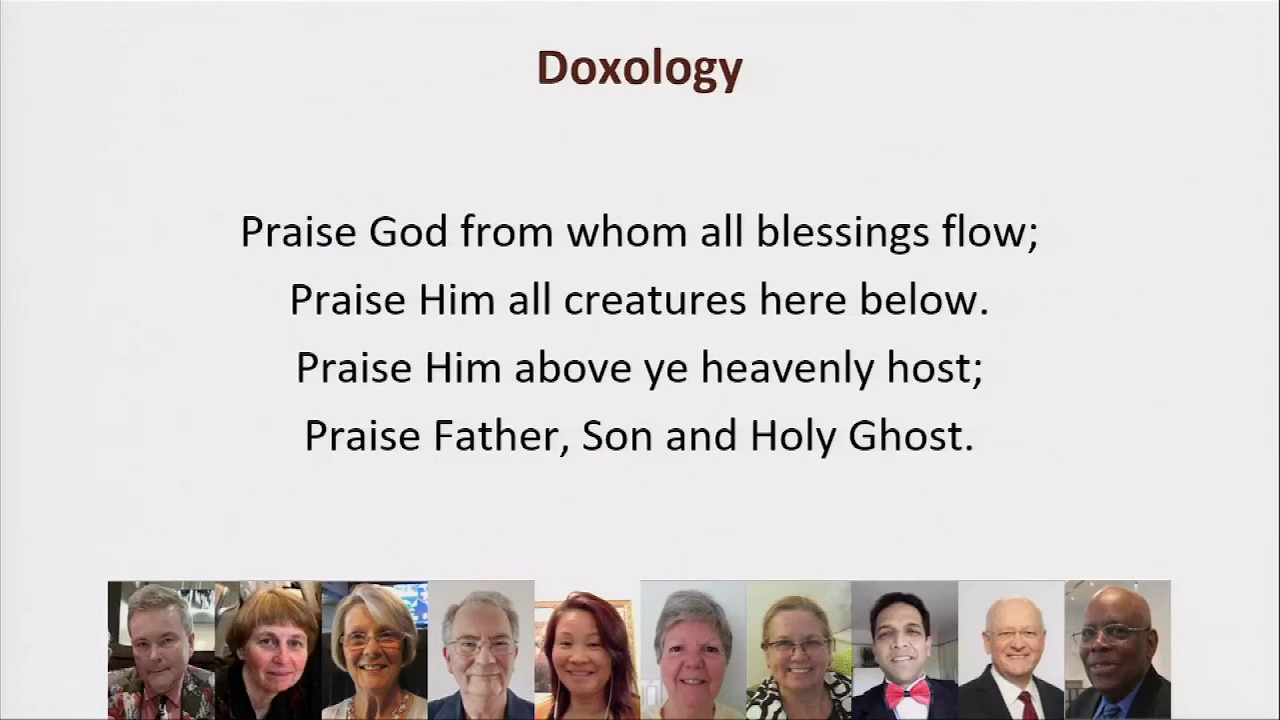 Doxology
Praise God from whom all blessings flow;
Praise Him all creatures here below.
Praise Him above ye heavenly host;
Praise Father, Son and Holy Ghost.